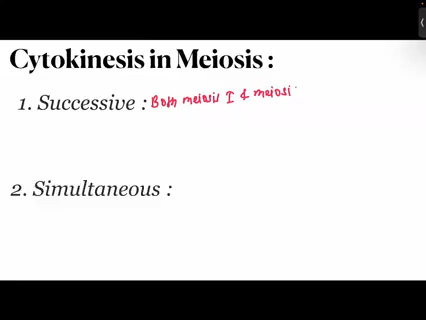 Cytokinesis in Meiosis :
1. Successive : Both meiosis I & meiosi
2. Simultaneous :